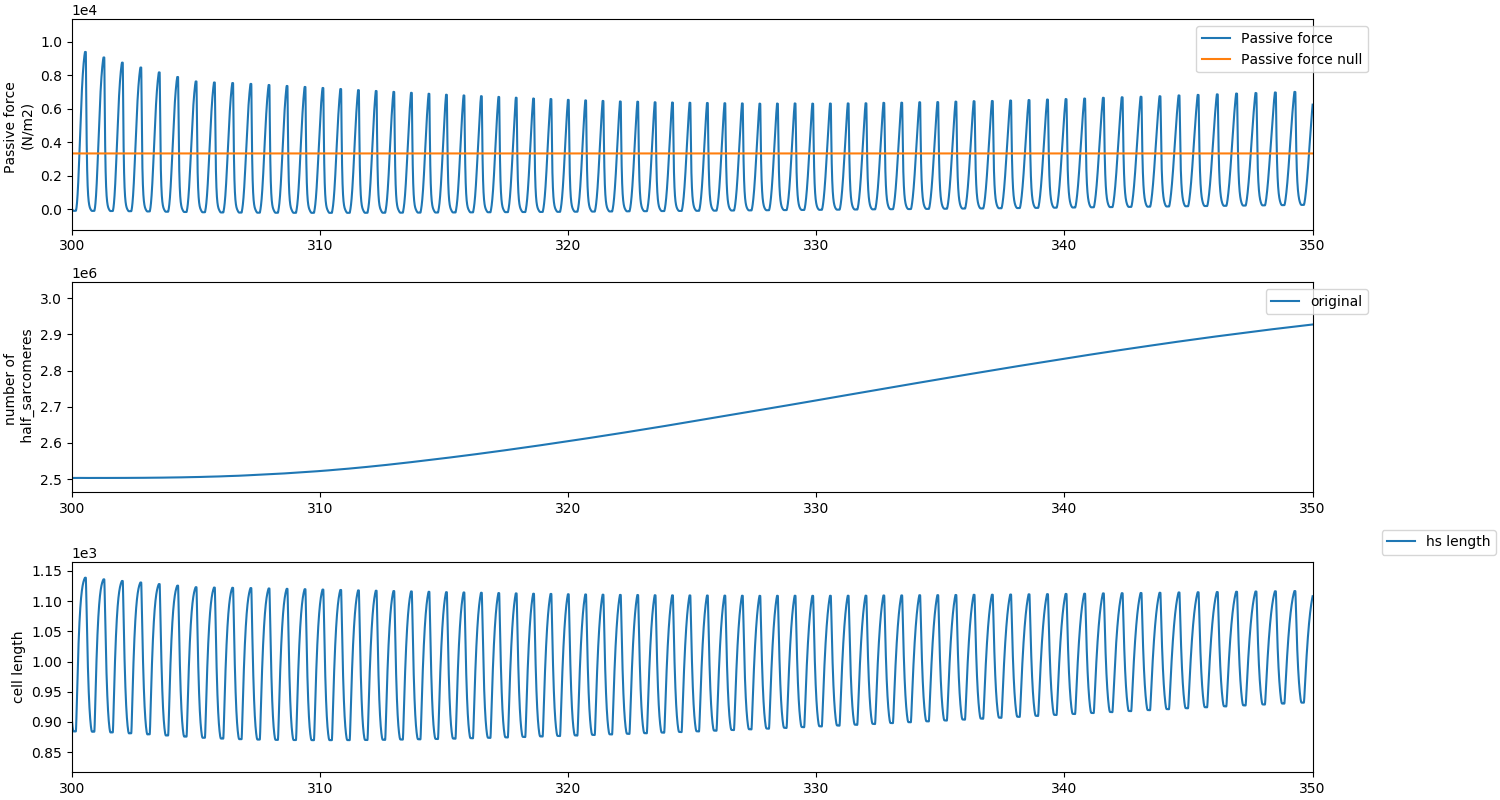 1e4
Passive force
(N/m2)
1.0
0.8
0.6
0.4
0.2
0.0
Passive force
Passive force null
300 310 320 330 340 350
1e6
number of
half_sarcomeres
3.0
2.9
2.8
2.7
2.6
2.5
original
300 310 320 330 340 350
hs length
1e3
cell length
1.15
1.10
1.05
1.00
0.95
0.90
0.85
300 310 320 330 340 350